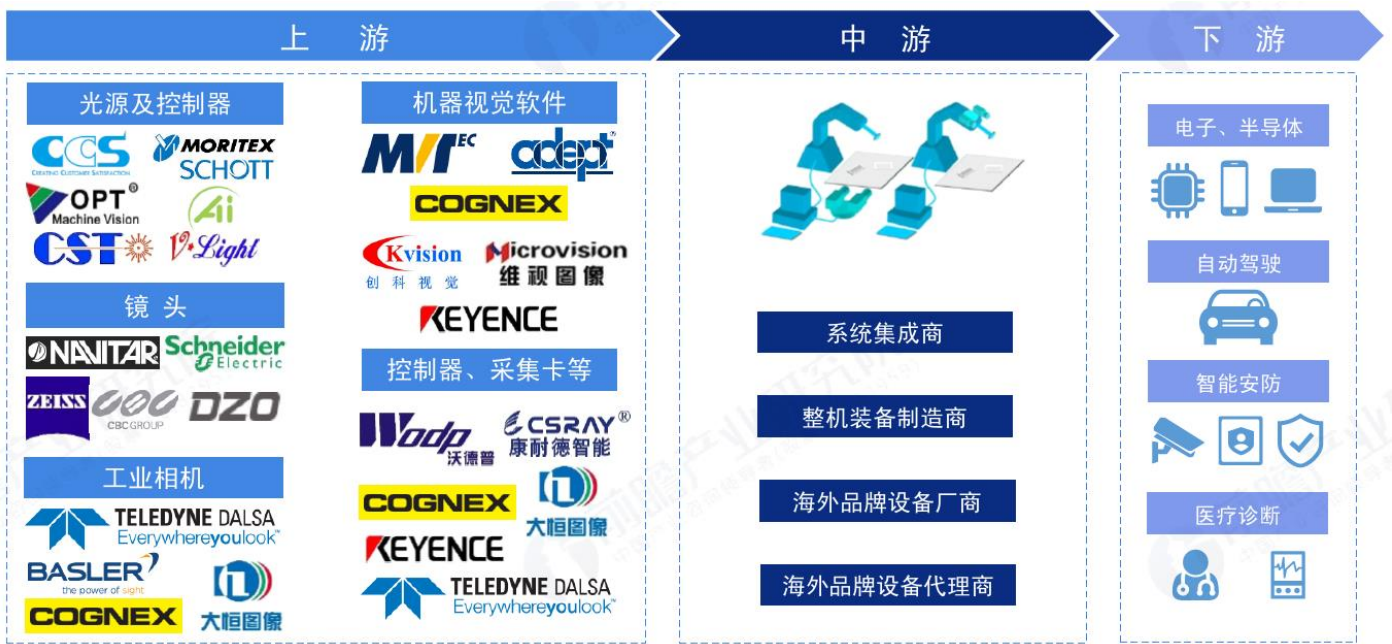 上 游
中 游
下 游
光源及控制器
CCS
CREATING CUSTOMER SATISFACTION
MORITEX
SCHOTT
OPT®
Machine Vision
Ai
CST
V·Light
镜 头
NAVITAR
Schneider
Electric
ZEISS
CBC GROUP
DZO
工业相机
TELEDYNE DALSA
Everywhereyoulook™
BASLER
the power of sight
COGNEX
大恒图像
机器视觉软件
MVTEC
adept®
COGNEX
Kvision
创科视觉
Microvision
维视图像
KEYENCE
控制器、采集卡等
Wodp
沃德普
CSRAY®
康耐德智能
COGNEX
大恒图像
KEYENCE
TELEDYNE DALSA
Everywhereyoulook™
系统集成商
整机装备制造商
海外品牌设备厂商
海外品牌设备代理商
电子、半导体
自动驾驶
智能安防
医疗诊断